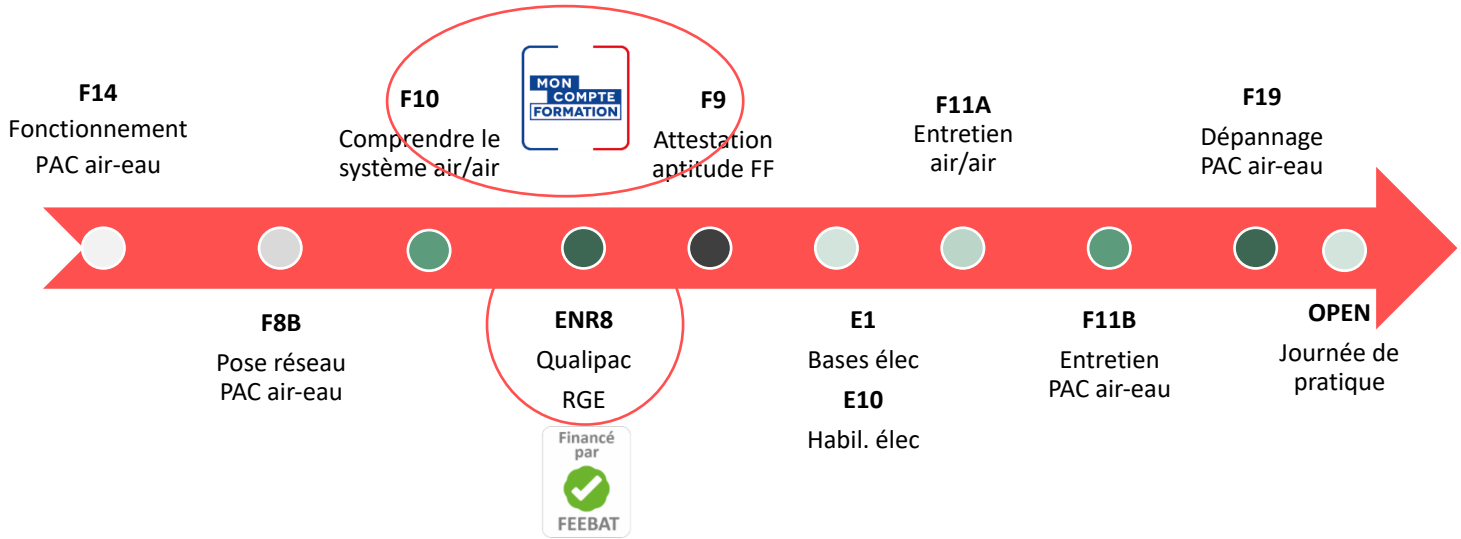 F14
Fonctionnement
PAC air-eau
F10
Comprendre le
système air/air
MON
COMPTE
FORMATION
F9
Attestation
aptitude FF
F11A
Entretien
air/air
F19
Dépannage
PAC air-eau
F8B
Pose réseau
PAC air-eau
ENR8
Qualipac
RGE
Financé
par
FEEBAT
E1
Bases élec
E10
Habil. élec
F11B
Entretien
PAC air-eau
OPEN
Journée de
pratique